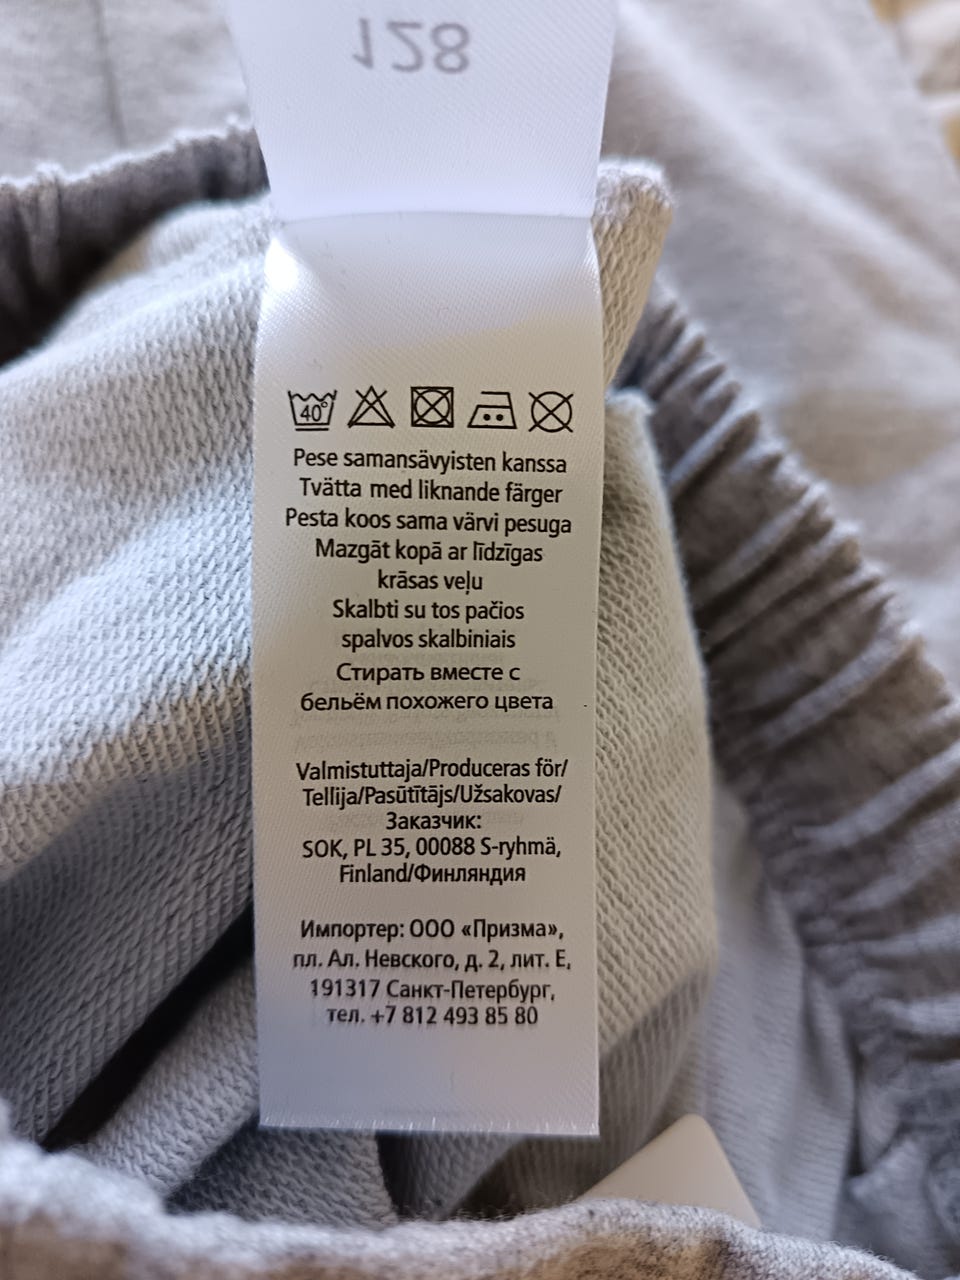 128
40°
Pese samansävyisten kanssa
Tvätta med liknande färger
Pesta koos sama värvi pesuga
Mazgāt kopā ar līdzīgas
krāsas veļu
Skalbti su tos pačios
spalvos skalbiniais
Стирать вместе с
бельём похожего цвета
Valmistuttaja/Produceras för/
Tellija/Pasūtītājs/Užsakovas/
Заказчик:
SOK, PL 35, 00088 S-ryhmä,
Finland/Финляндия
Импортер: ООО «Призма»,
пл. Ал. Невского, д. 2, лит. Е,
191317 Санкт-Петербург,
тел. +7 812 493 85 80